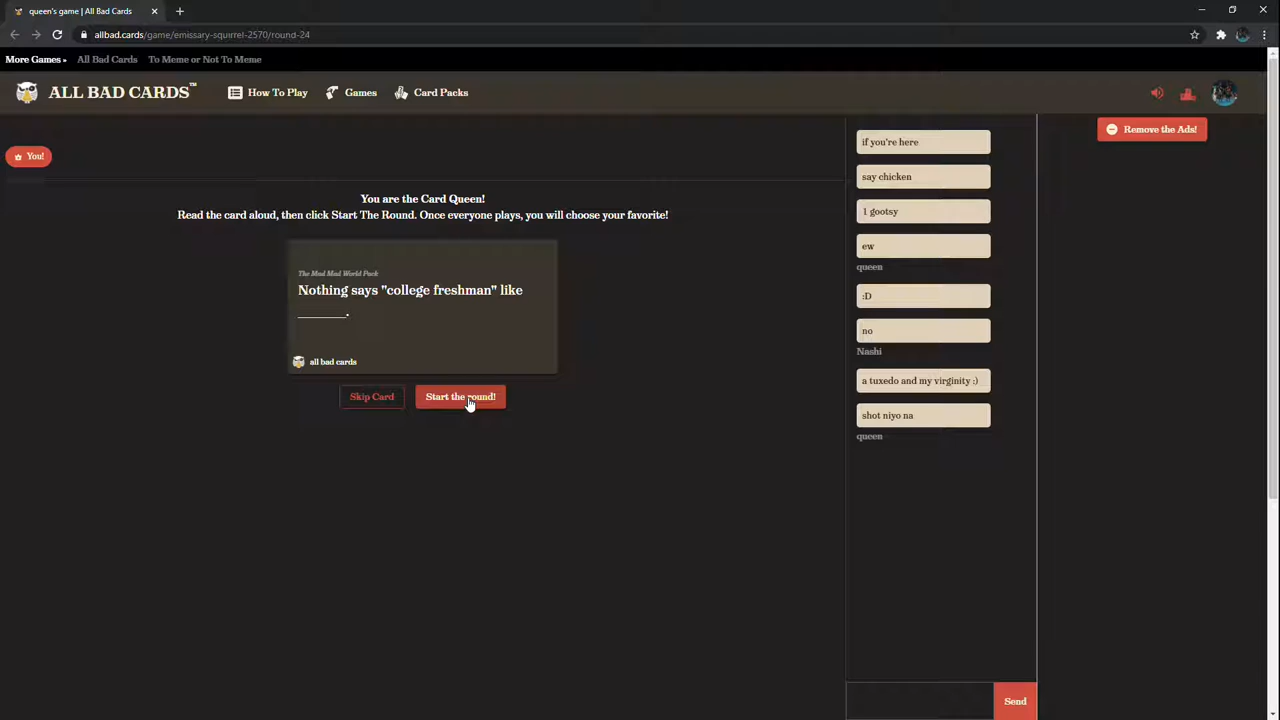 queen's game | All Bad Cards
allbad.cards/game/emissary-squirrel-2570/round-24
More Games » All Bad Cards To Meme or Not To Meme
ALL BAD CARDS™ How To Play Games Card Packs
Remove the Ads!
You!
You are the Card Queen!
Read the card aloud, then click Start The Round. Once everyone plays, you will choose your favorite!
The Mad Mad World Pack
Nothing says "college freshman" like
_______.
all bad cards
Skip Card Start the round!
if you're here
say chicken
1 gootsy
ew
queen
:D
no
Nashi
a tuxedo and my virginity :)
shot niyo na
queen
Send